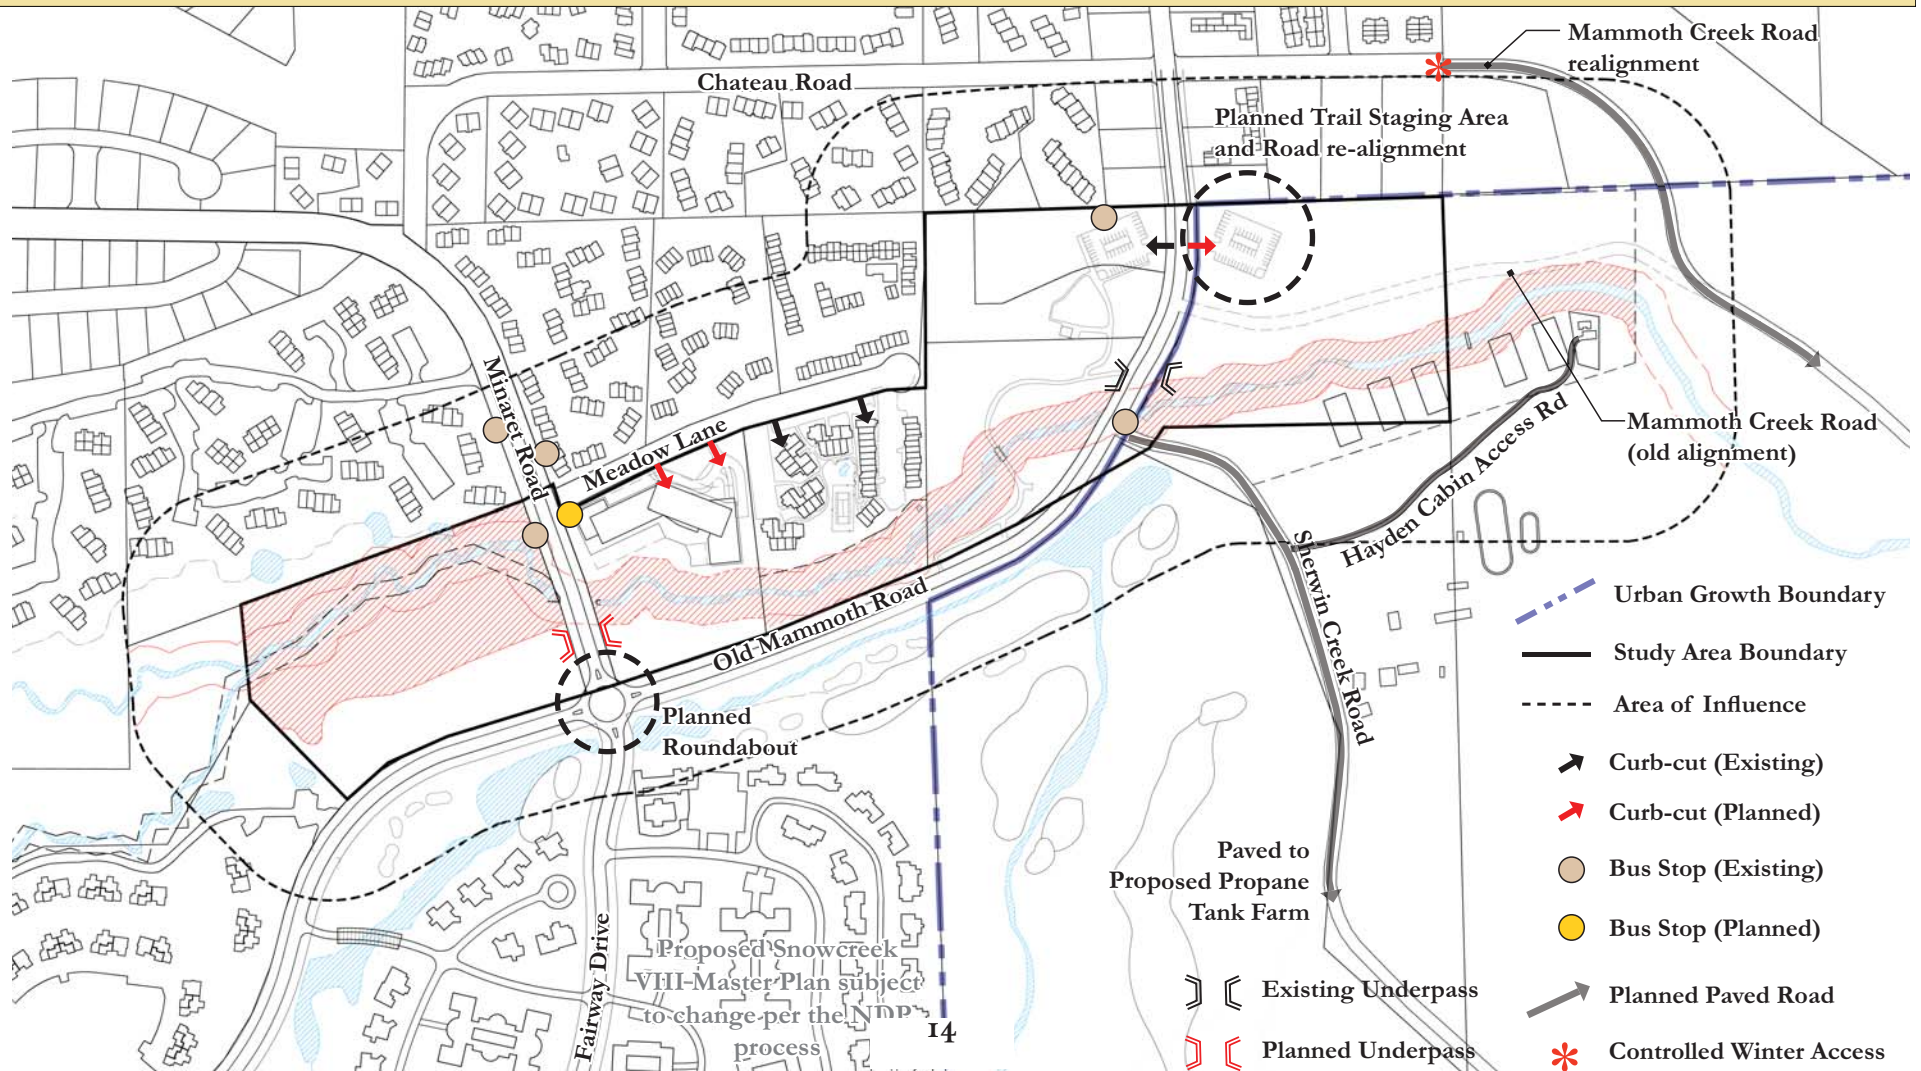 Mammoth Creek Road
realignment
Chateau Road
Planned Trail Staging Area
and Road re-alignment
Minaret Road
Meadow Lane
Mammoth Creek Road
(old alignment)
Hayden Cabin Access Rd
Sherwin Creek Road
Old Mammoth Road
Planned
Roundabout
Paved to
Proposed Propane
Tank Farm
Fairway Drive
Proposed Snowcreek
VIII Master Plan subject
to change per the NDP
process
14
Urban Growth Boundary
Study Area Boundary
Area of Influence
Curb-cut (Existing)
Curb-cut (Planned)
Bus Stop (Existing)
Bus Stop (Planned)
Existing Underpass
Planned Paved Road
Planned Underpass
Controlled Winter Access